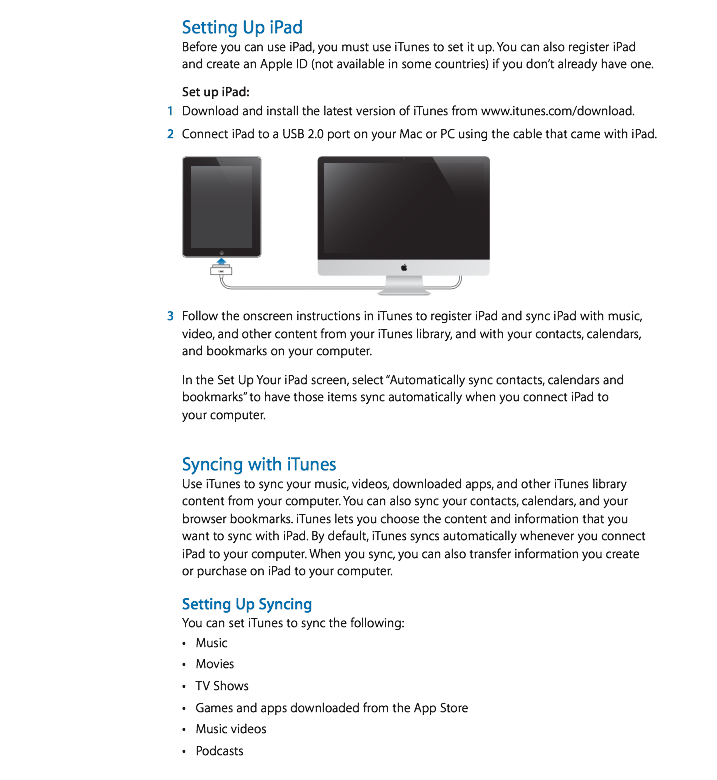 Setting Up iPad
Before you can use iPad, you must use iTunes to set it up. You can also register iPad
and create an Apple ID (not available in some countries) if you don’t already have one.
Set up iPad:
1 Download and install the latest version of iTunes from www.itunes.com/download.
2 Connect iPad to a USB 2.0 port on your Mac or PC using the cable that came with iPad.
3 Follow the onscreen instructions in iTunes to register iPad and sync iPad with music,
video, and other content from your iTunes library, and with your contacts, calendars,
and bookmarks on your computer.
In the Set Up Your iPad screen, select “Automatically sync contacts, calendars and
bookmarks” to have those items sync automatically when you connect iPad to
your computer.
Syncing with iTunes
Use iTunes to sync your music, videos, downloaded apps, and other iTunes library
content from your computer. You can also sync your contacts, calendars, and your
browser bookmarks. iTunes lets you choose the content and information that you
want to sync with iPad. By default, iTunes syncs automatically whenever you connect
iPad to your computer. When you sync, you can also transfer information you create
or purchase on iPad to your computer.
Setting Up Syncing
You can set iTunes to sync the following:
• Music
• Movies
• TV Shows
• Games and apps downloaded from the App Store
• Music videos
• Podcasts